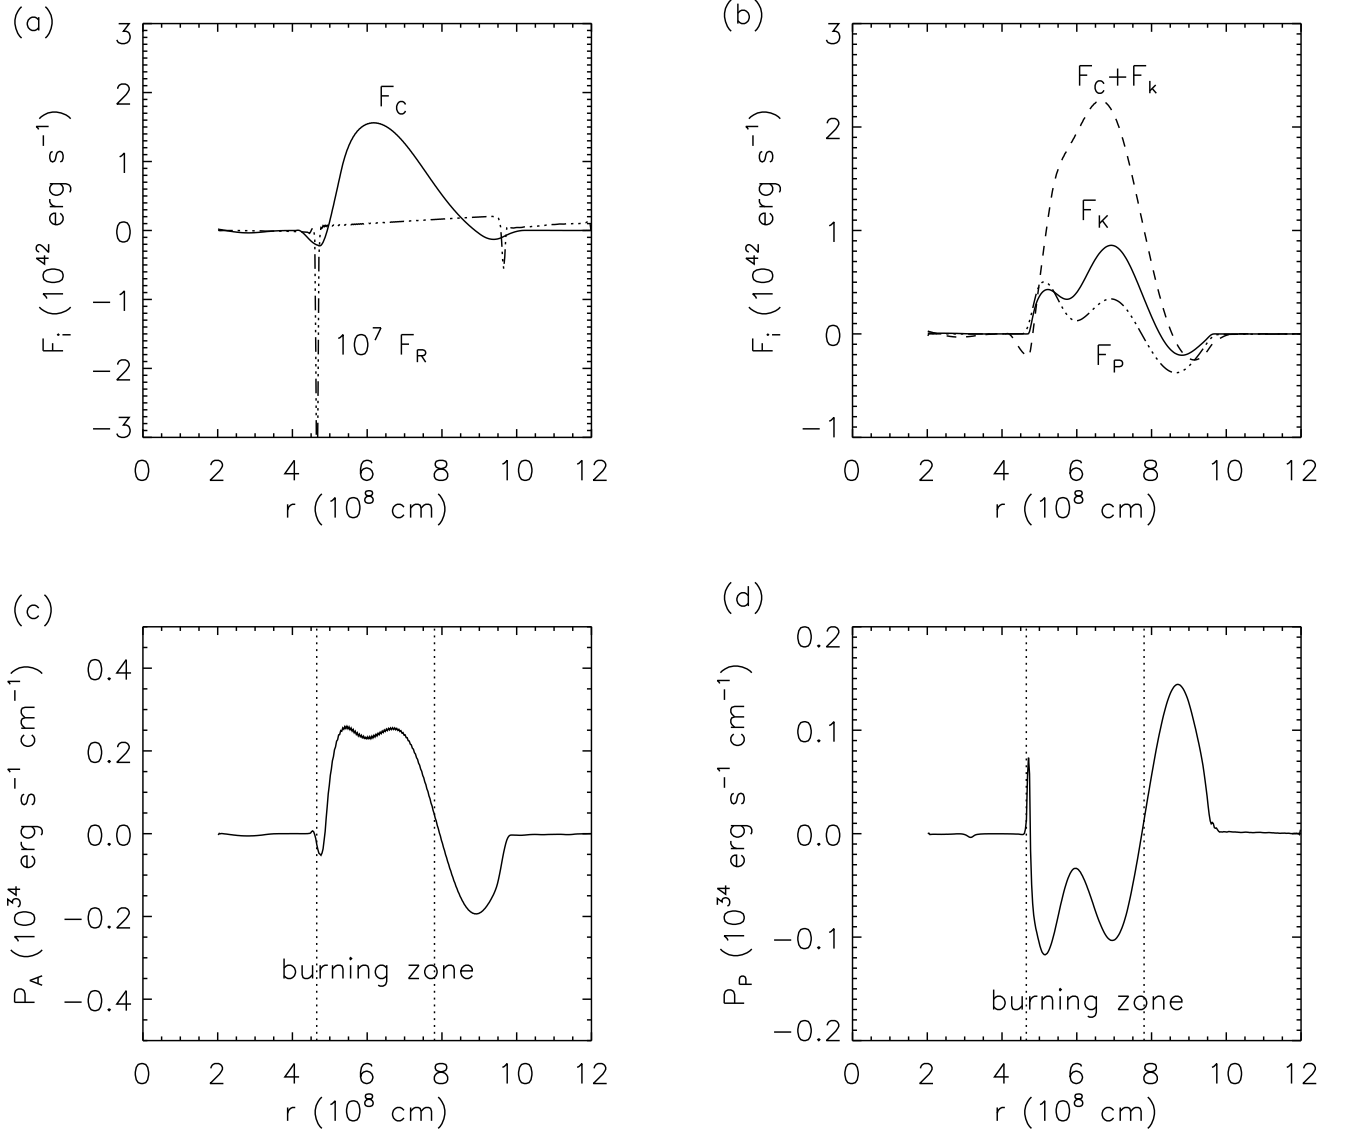 (a)
3
2
1
0
−1
−2
−3
F_i (10^42 erg s^−1)
F_C
10^7 F_R
0 2 4 6 8 10 12
r (10^8 cm)
(b)
3
2
1
0
−1
F_i (10^42 erg s^−1)
F_C+F_k
F_K
F_P
0 2 4 6 8 10 12
r (10^8 cm)
(c)
0.4
0.2
0.0
−0.2
−0.4
P_A (10^34 erg s^−1 cm^−1)
burning zone
0 2 4 6 8 10 12
r (10^8 cm)
(d)
0.2
0.1
0.0
−0.1
−0.2
P_P (10^34 erg s^−1 cm^−1)
burning zone
0 2 4 6 8 10 12
r (10^8 cm)